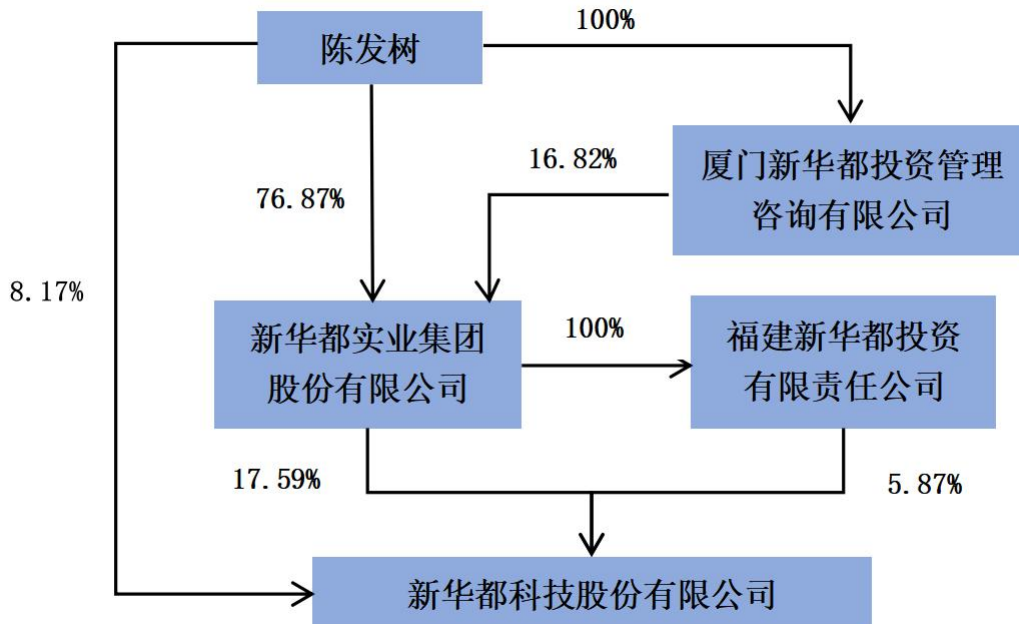 100%
陈发树
厦门新华都投资管理
咨询有限公司
16.82%
76.87%
8.17%
新华都实业集团
股份有限公司
100%
福建新华都投资
有限责任公司
17.59%
5.87%
新华都科技股份有限公司